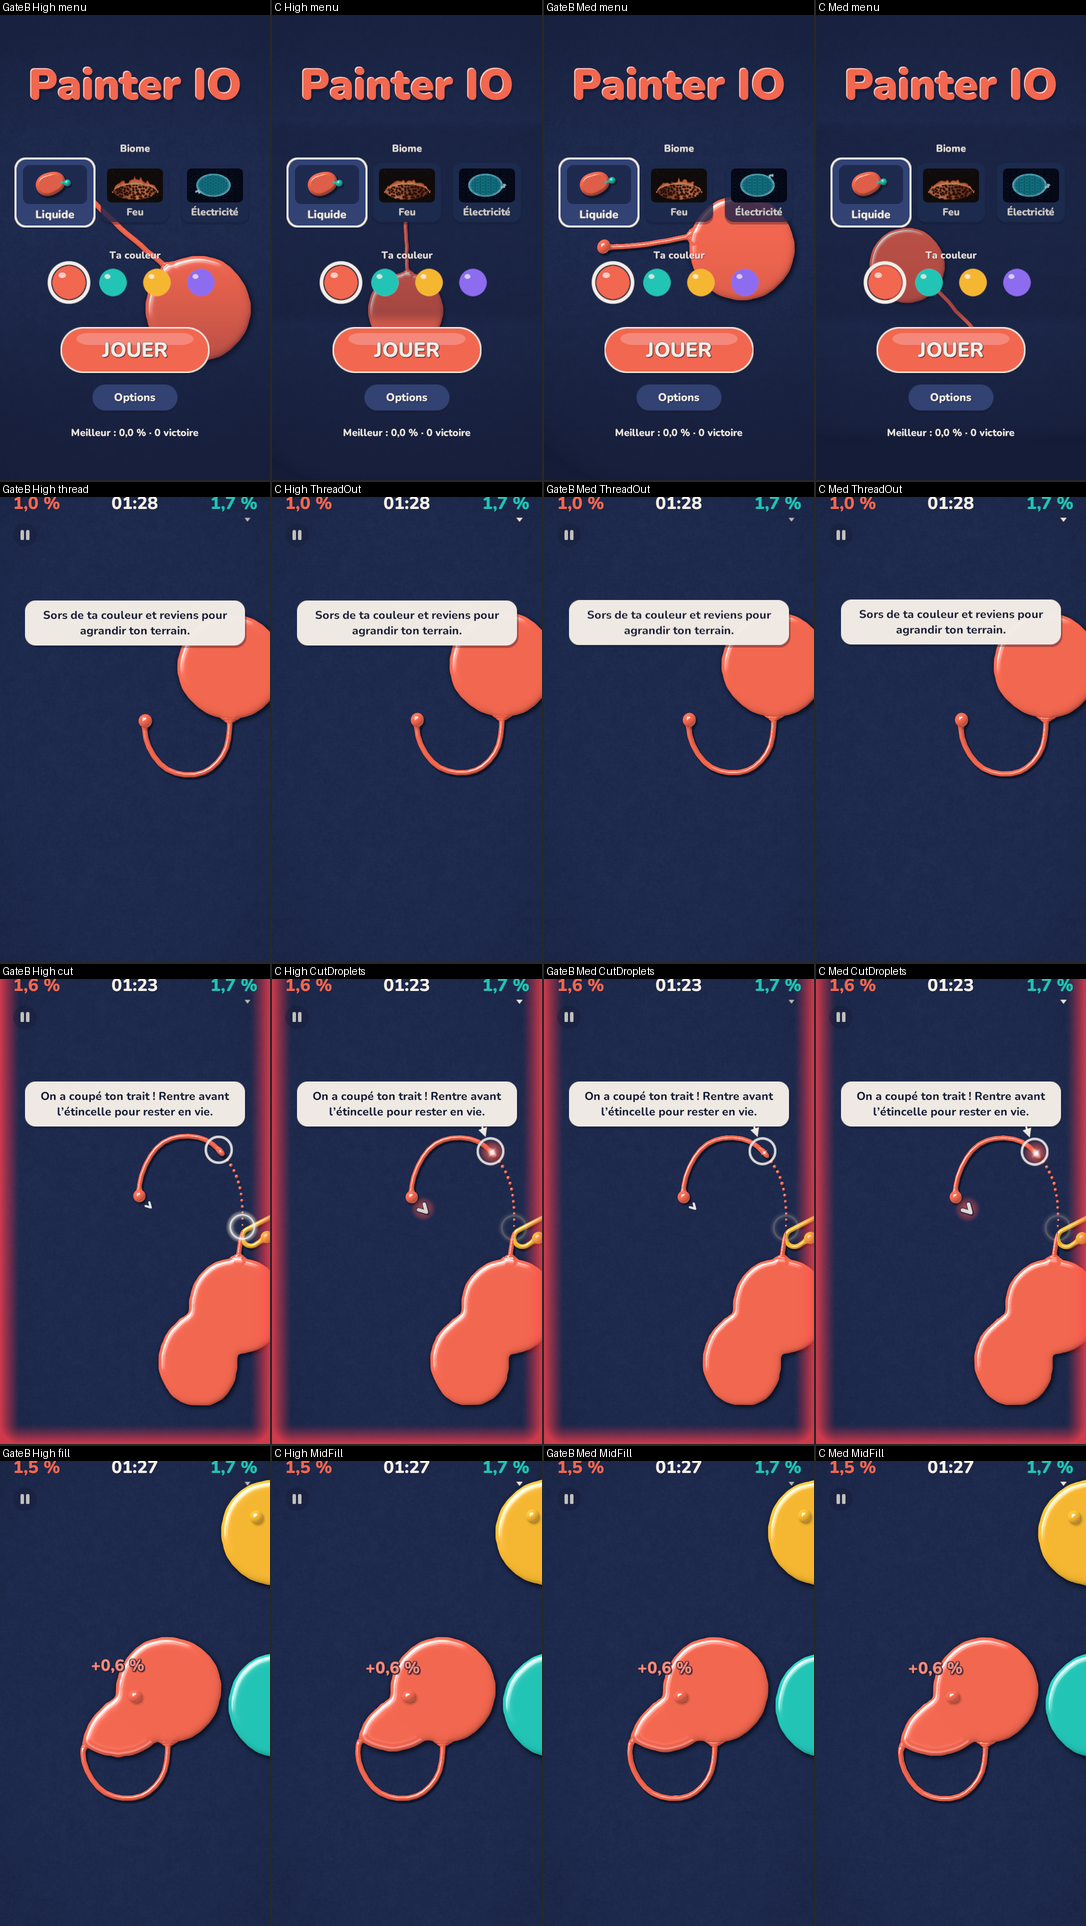 GateB High menu
C High menu
GateB Med menu
C Med menu
Painter IO
Painter IO
Painter IO
Painter IO
Biome
Biome
Biome
Biome
Liquide
Feu
Électricité
Liquide
Feu
Électricité
Liquide
Feu
Électricité
Liquide
Feu
Électricité
Ta couleur
Ta couleur
Ta couleur
Ta couleur
JOUER
JOUER
JOUER
JOUER
Options
Options
Options
Options
Meilleur : 0,0 % · 0 victoire
Meilleur : 0,0 % · 0 victoire
Meilleur : 0,0 % · 0 victoire
Meilleur : 0,0 % · 0 victoire
GateB High thread
C High ThreadOut
GateB Med ThreadOut
C Med ThreadOut
1,0 % 01:28 1,7 %
1,0 % 01:28 1,7 %
1,0 % 01:28 1,7 %
1,0 % 01:28 1,7 %
Sors de ta couleur et reviens pour
agrandir ton terrain.
Sors de ta couleur et reviens pour
agrandir ton terrain.
Sors de ta couleur et reviens pour
agrandir ton terrain.
Sors de ta couleur et reviens pour
agrandir ton terrain.
GateB High cut
C High CutDroplets
GateB Med CutDroplets
C Med CutDroplets
1,6 % 01:23 1,7 %
1,6 % 01:23 1,7 %
1,6 % 01:23 1,7 %
1,6 % 01:23 1,7 %
On a coupé ton trait ! Rentre avant
l’étincelle pour rester en vie.
On a coupé ton trait ! Rentre avant
l’étincelle pour rester en vie.
On a coupé ton trait ! Rentre avant
l’étincelle pour rester en vie.
On a coupé ton trait ! Rentre avant
l’étincelle pour rester en vie.
GateB High fill
C High MidFill
GateB Med MidFill
C Med MidFill
1,5 % 01:27 1,7 %
1,5 % 01:27 1,7 %
1,5 % 01:27 1,7 %
1,5 % 01:27 1,7 %
+0,6 %
+0,6 %
+0,6 %
+0,6 %